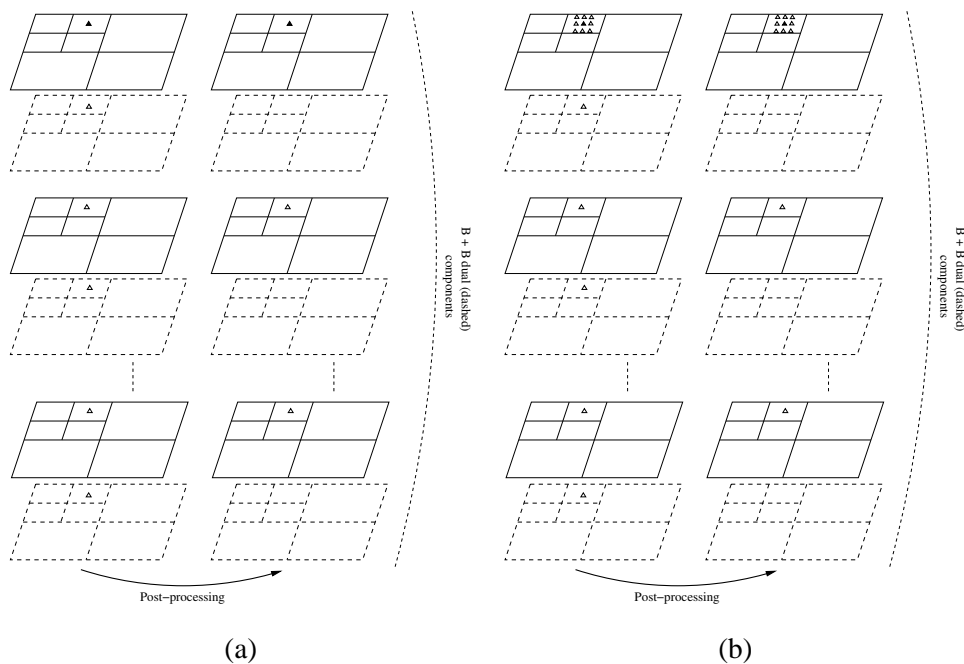 B + B dual (dashed)
components
Post−processing
(a)
B + B dual (dashed)
components
Post−processing
(b)